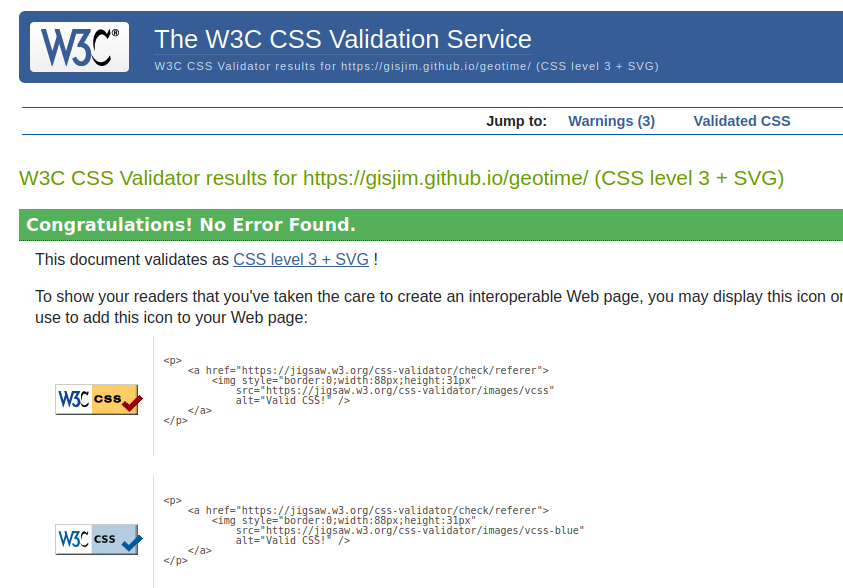 W3C®
The W3C CSS Validation Service
W3C CSS Validator results for https://gisjim.github.io/geotime/ (CSS level 3 + SVG)
Jump to: Warnings (3) Validated CSS
W3C CSS Validator results for https://gisjim.github.io/geotime/ (CSS level 3 + SVG)
Congratulations! No Error Found.
This document validates as CSS level 3 + SVG !
To show your readers that you've taken the care to create an interoperable Web page, you may display this icon on
use to add this icon to your Web page:
<p>
<a href="https://jigsaw.w3.org/css-validator/check/referer">
<img style="border:0;width:88px;height:31px"
src="https://jigsaw.w3.org/css-validator/images/vcss"
alt="Valid CSS!" />
</a>
</p>
W3C css
<p>
<a href="https://jigsaw.w3.org/css-validator/check/referer">
<img style="border:0;width:88px;height:31px"
src="https://jigsaw.w3.org/css-validator/images/vcss-blue"
alt="Valid CSS!" />
</a>
</p>
W3C css